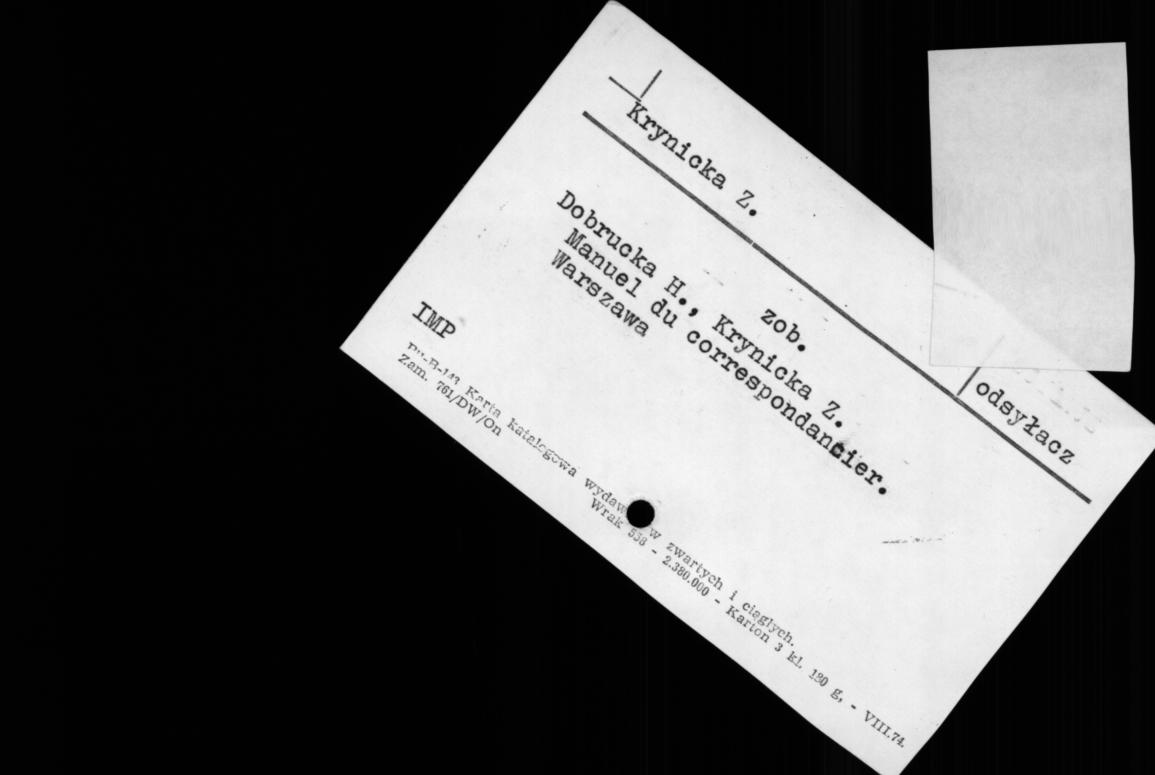 Krynicka Z.
odsyłacz
zob.
Dobrucka H., Krynicka Z.
Manuel du correspondancier.
Warszawa
IMP
Karta katalogowa wydaw w zwartych i ciągłych.
Zam. 761/DW/On Wrak 558 - 2.380.000 - Karton 3 kl. 180 g, - VIII.74.